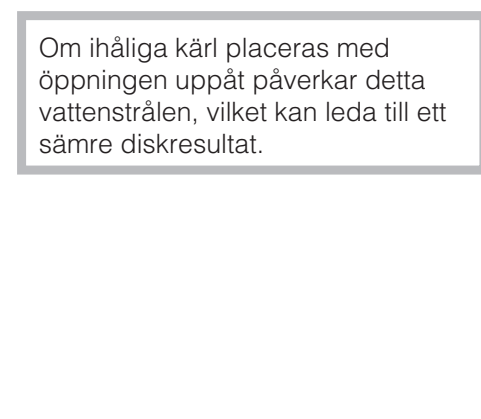 Om ihåliga kärl placeras med
öppningen uppåt påverkar detta
vattenstrålen, vilket kan leda till ett
sämre diskresultat.